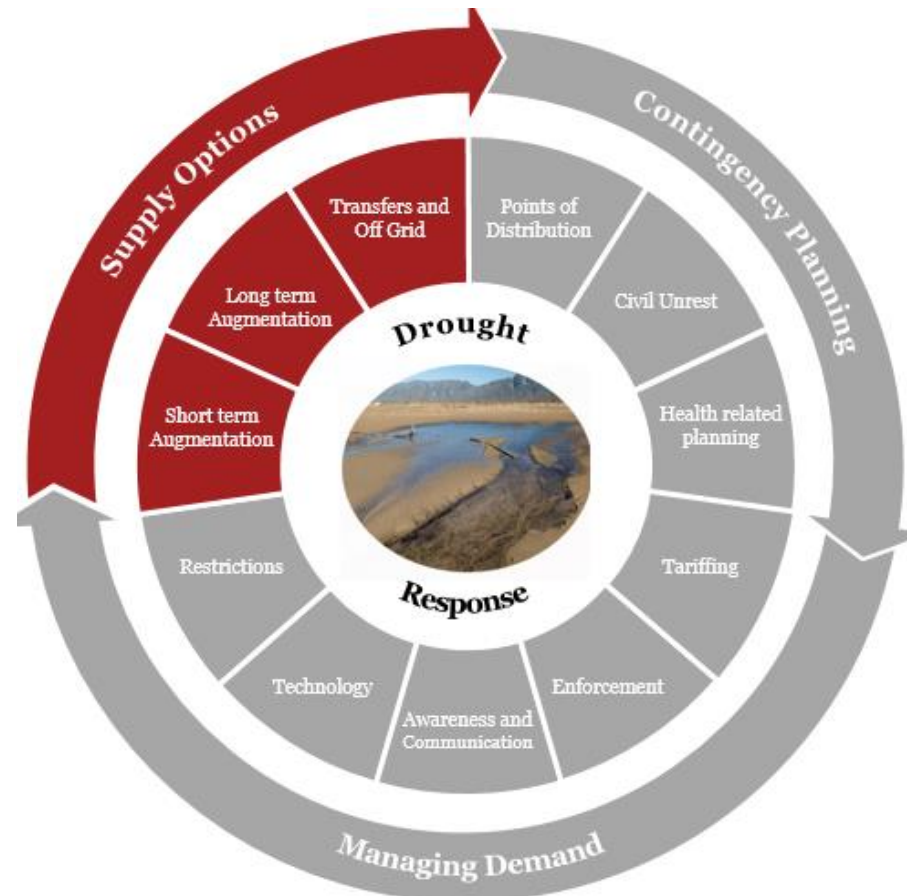 Supply Options
Contingency Planning
Managing Demand
Transfers and
Off Grid
Points of
Distribution
Long term
Augmentation
Civil Unrest
Short term
Augmentation
Health related
planning
Restrictions
Tariffing
Technology
Enforcement
Awareness and
Communication
Drought
Response